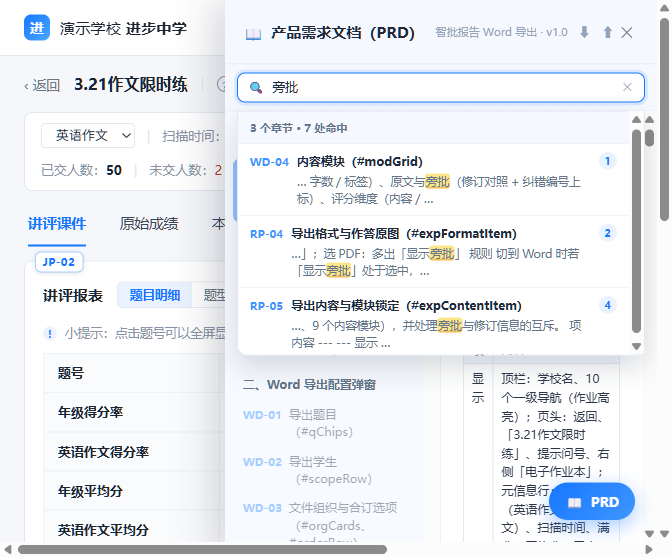 进 演示学校 进步中学
‹ 返回 3.21作文限时练
英语作文 扫描时间：
已交人数：50 未交人数：2
讲评课件 原始成绩
JP-02
讲评报表 题目明细
! 小提示：点击题号可以全屏显
题号
年级得分率
英语作文得分率
年级平均分
英语作文平均分
产品需求文档（PRD） 智批报告 Word 导出 · v1.0
旁批
3 个章节 · 7 处命中
WD-04 内容模块（#modGrid） 1
... 字数 / 标签）、原文与旁批（修订对照 + 纠错编号上
标）、评分维度（内容 / ...
RP-04 导出格式与作答原图（#expFormatItem） 2
...」；选 PDF：多出「显示旁批」 规则 切到 Word 时若
「显示旁批」处于选中，...
RP-05 导出内容与模块锁定（#expContentItem） 4
...、9 个内容模块），并处理旁批与修订信息的互斥。 项
内容 --- --- 显示 ...
二、Word 导出配置弹窗
WD-01 导出题目
（#qChips）
WD-02 导出学生
（#scopeRow）
WD-03 文件组织与合订选项
（#orgCards、
显
示
顶栏：学校名、10
个一级导航（作业高
亮）；页头：返回、
「3.21作文限时
练」、提示问号、右
侧「电子作业本」；
PRD